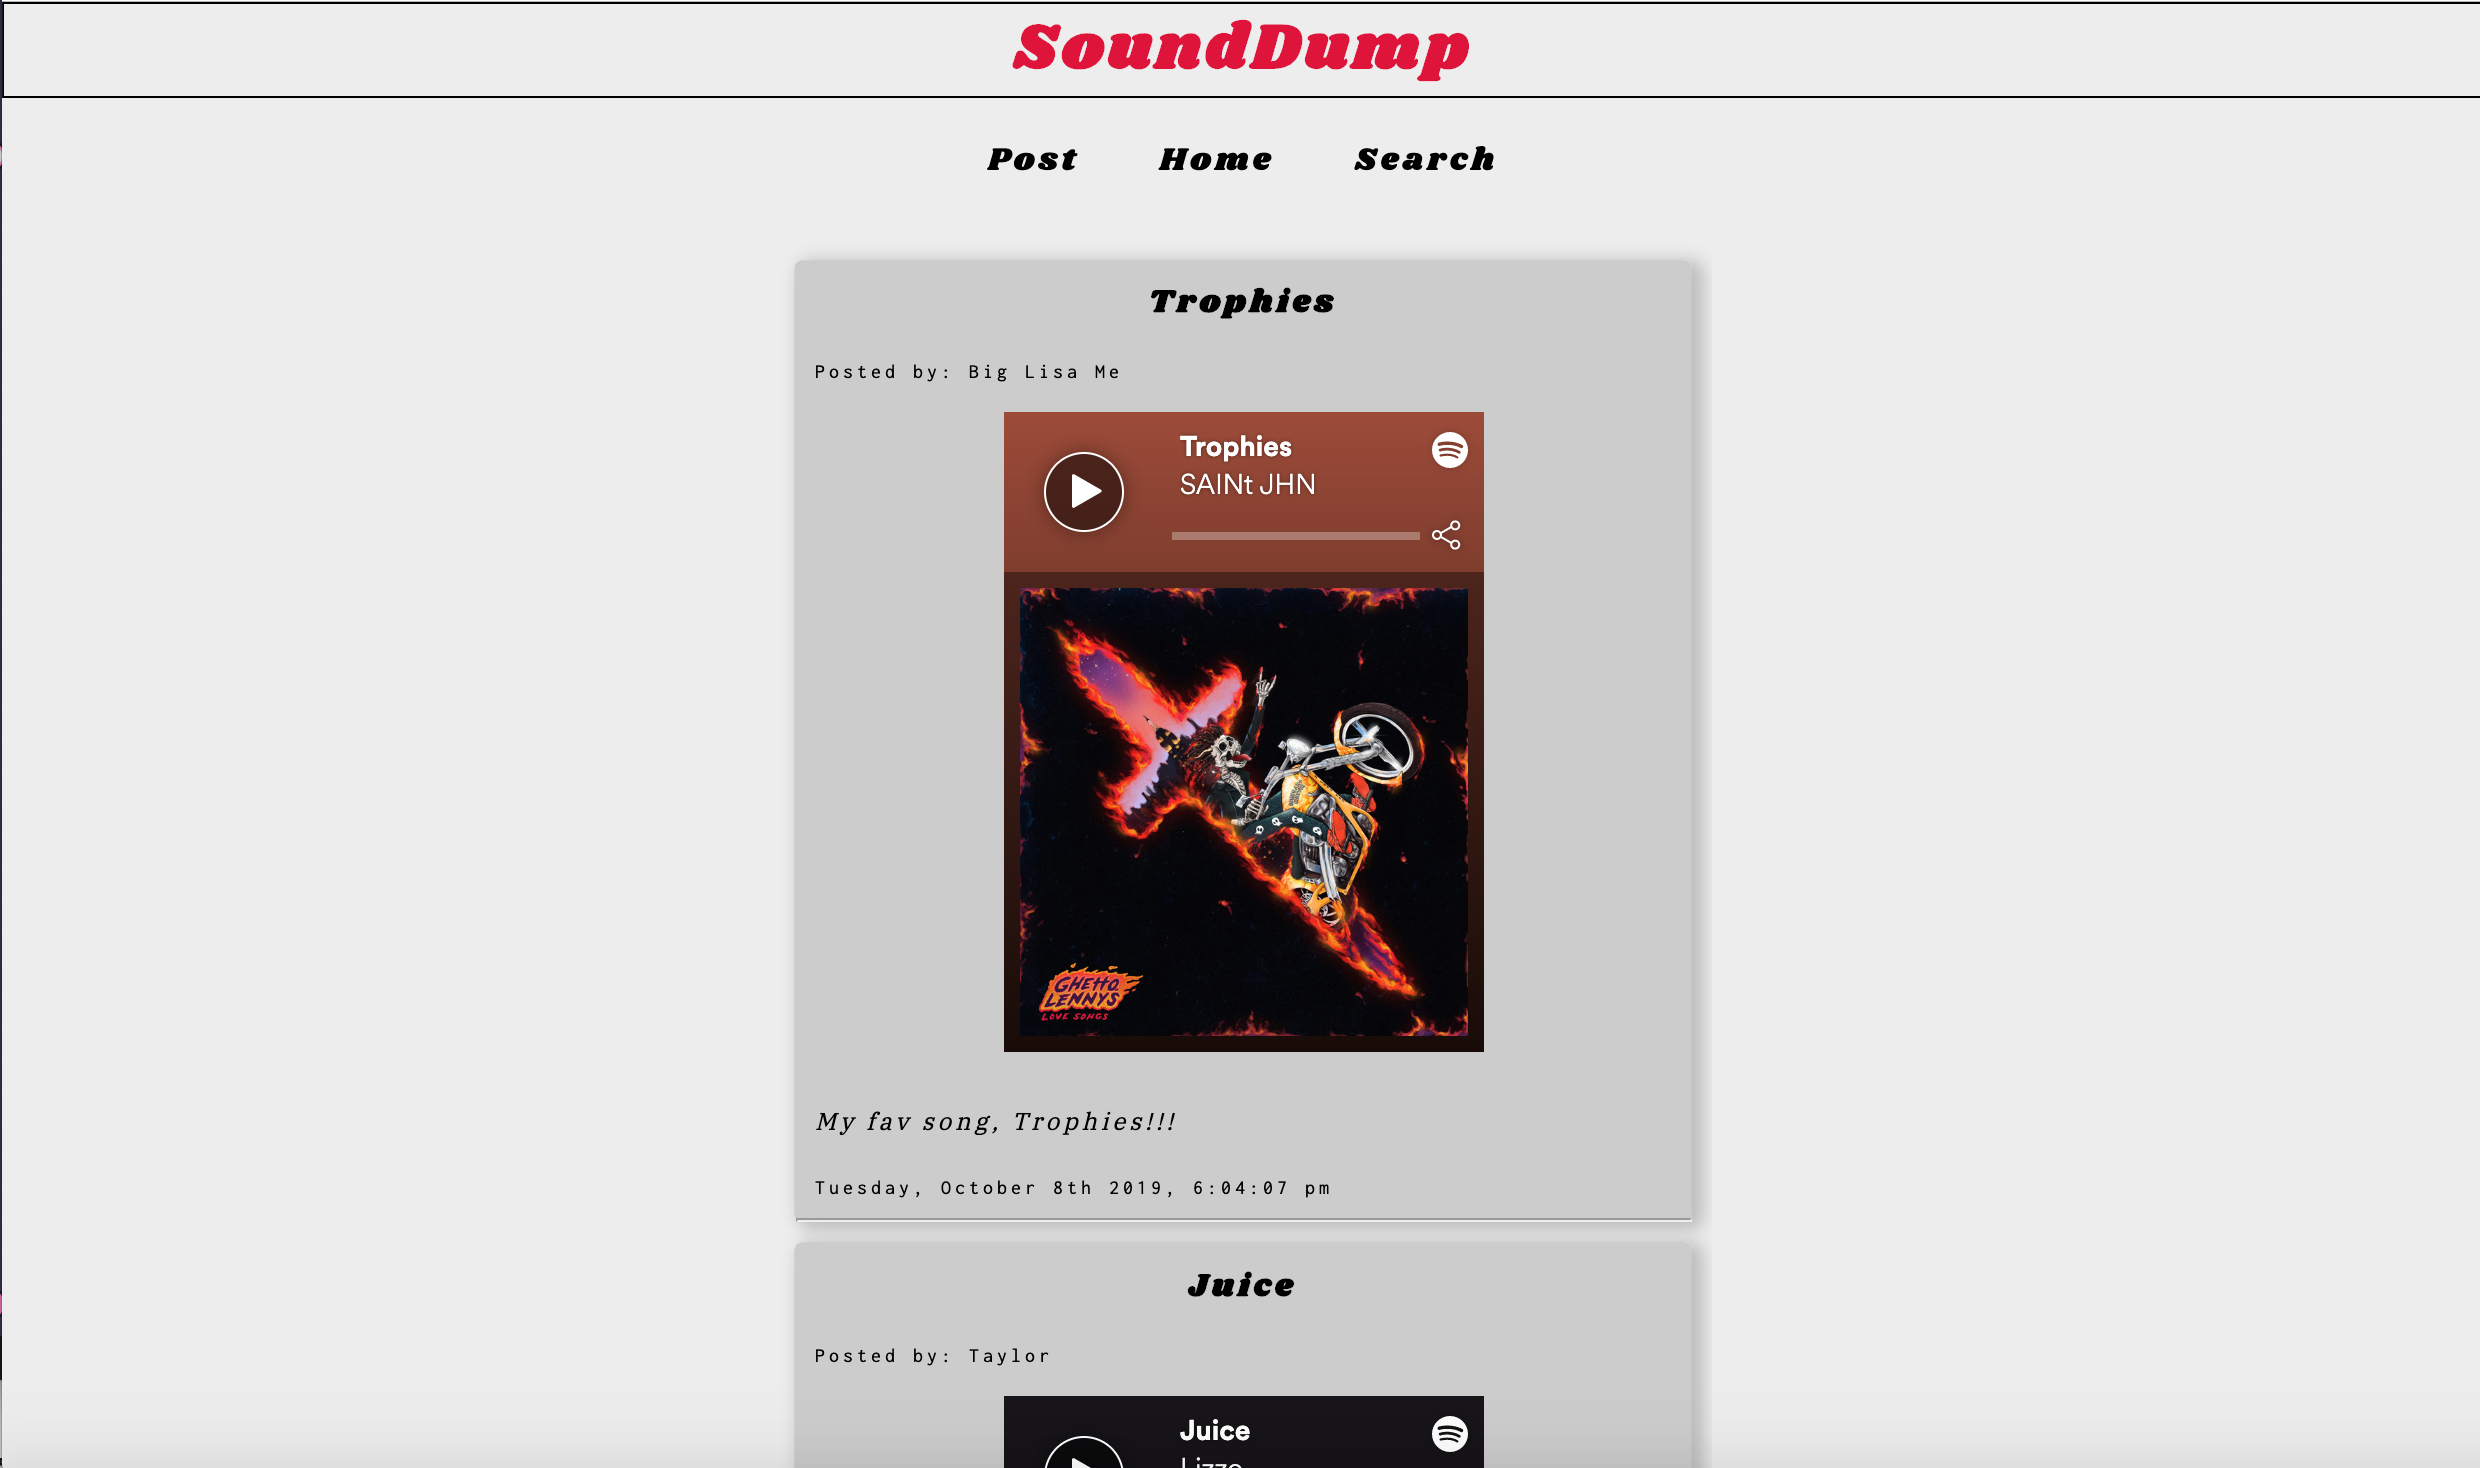 SoundDump
Post Home Search
Trophies
Posted by: Big Lisa Me
Trophies
SAINt JHN
GHETTO
LENNYS
LOVE SONGS
My fav song, Trophies!!!
Tuesday, October 8th 2019, 6:04:07 pm
Juice
Posted by: Taylor
Juice
Lizzo